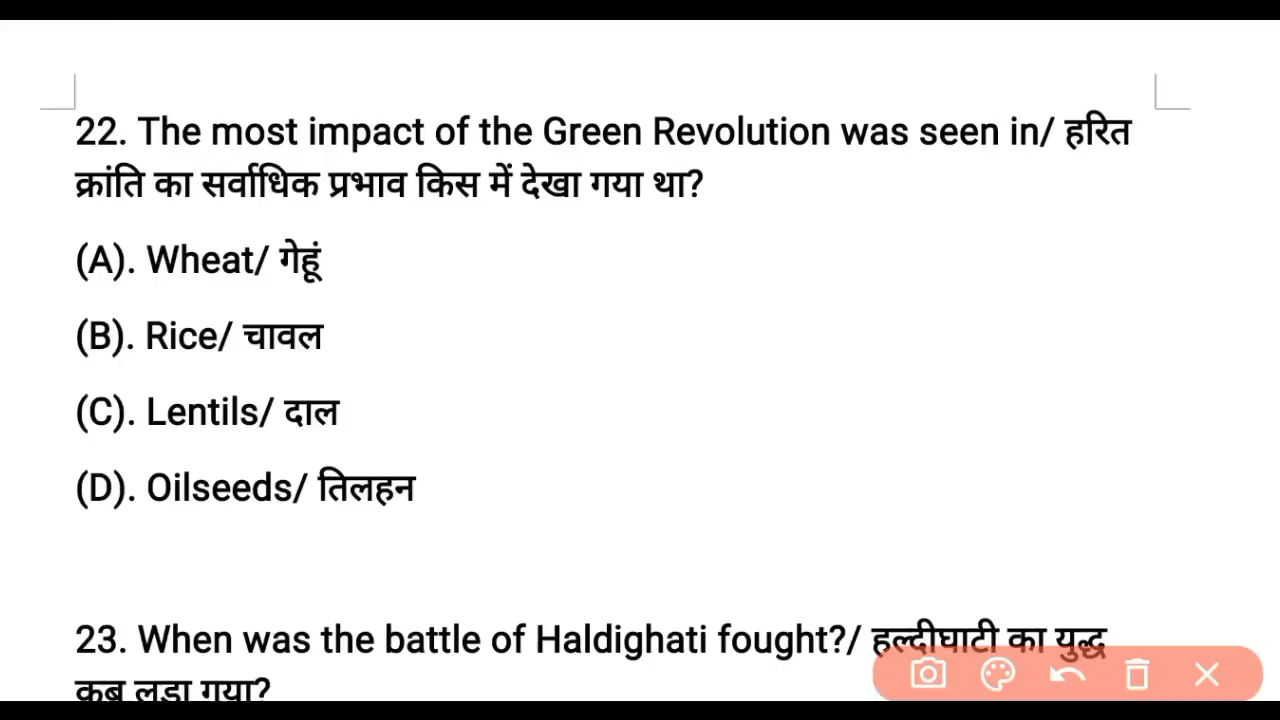 22. The most impact of the Green Revolution was seen in/ हरित
क्रांति का सर्वाधिक प्रभाव किस में देखा गया था?
(A). Wheat/ गेहूं
(B). Rice/ चावल
(C). Lentils/ दाल
(D). Oilseeds/ तिलहन
23. When was the battle of Haldighati fought?/ हल्दीघाटी का युद्ध
कब लड़ा गया?